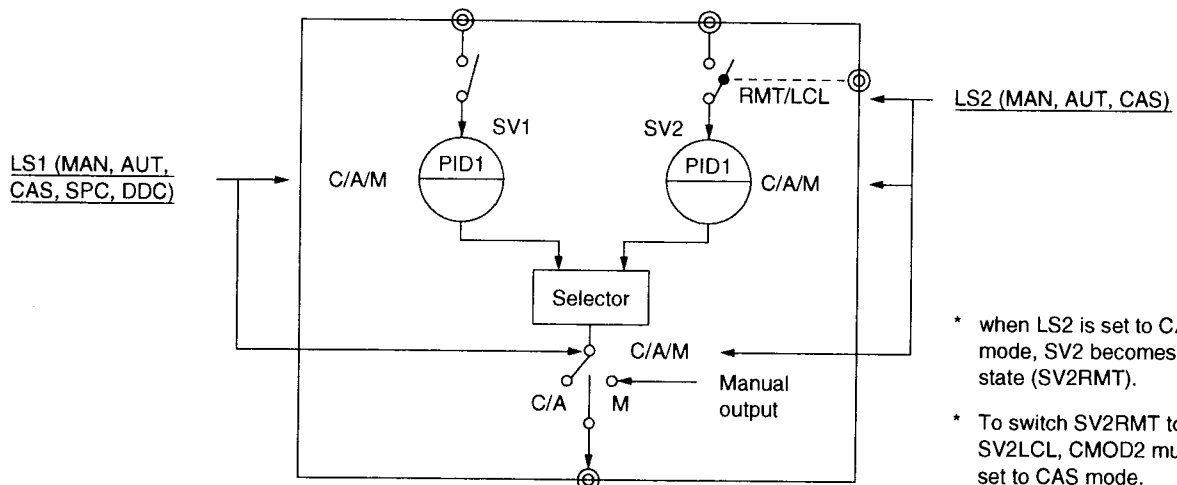 RMT/LCL
LS2 (MAN, AUT, CAS)
SV1
SV2
LS1 (MAN, AUT,
CAS, SPC, DDC)
C/A/M
PID1
PID1
C/A/M
Selector
C/A/M
C/A
M
Manual
output
* when LS2 is set to
mode, SV2 becomes
state (SV2RMT).
* To switch SV2RMT
SV2LCL, CMOD2
set to CAS mode.